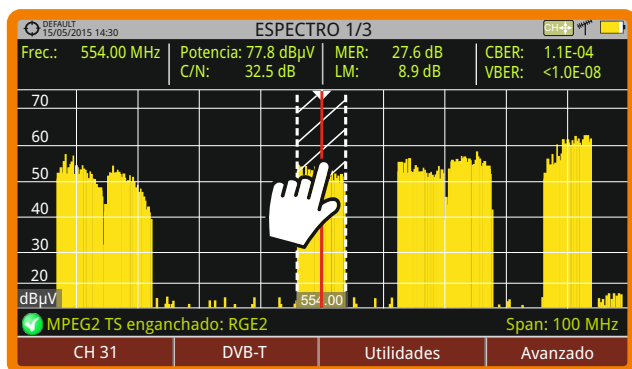 DEFAULT
15/05/2015 14:30
ESPECTRO 1/3
CH
Frec.: 554.00 MHz Potencia: 77.8 dBµV MER: 27.6 dB CBER: 1.1E-04
C/N: 32.5 dB LM: 8.9 dB VBER: <1.0E-08
70
60
50
40
30
20
dBµV
554.00
MPEG2 TS enganchado: RGE2 Span: 100 MHz
CH 31 DVB-T Utilidades Avanzado